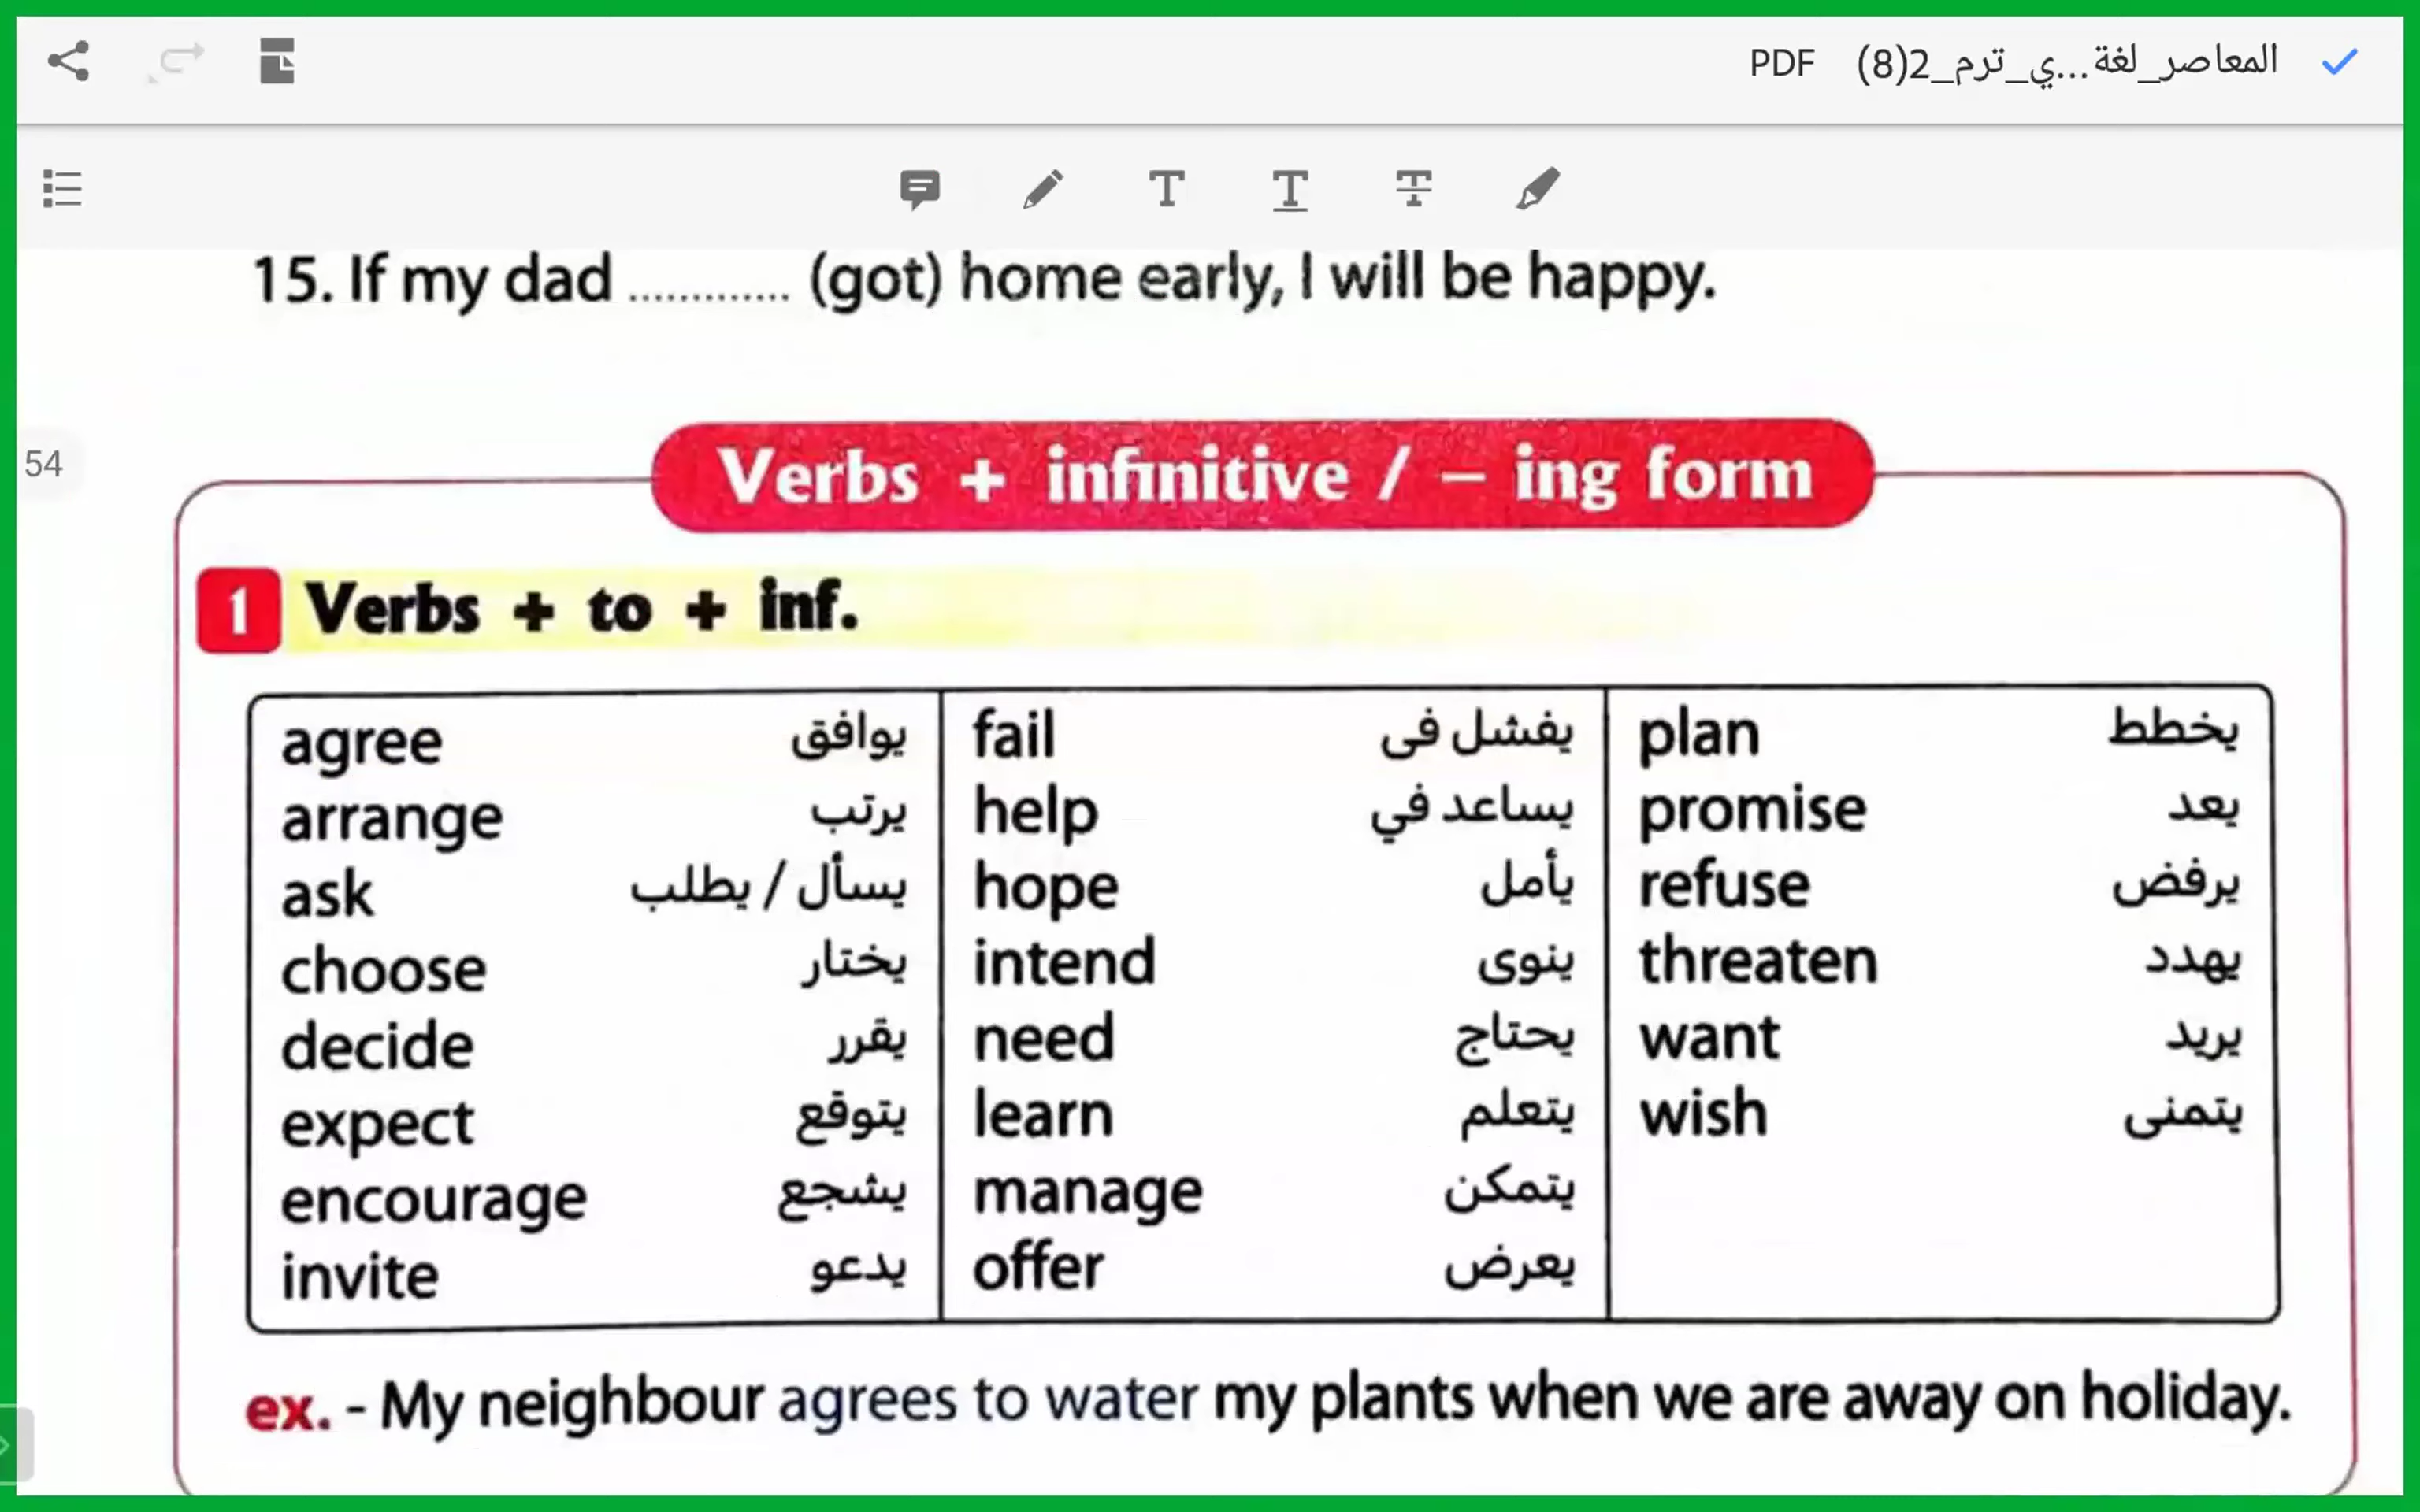 PDF المعاصر_لغة...ي_ترم_2(8)
15. If my dad ............. (got) home early, I will be happy.
54
Verbs + infinitive / – ing form
1 Verbs + to + inf.
agree يوافق
arrange يرتب
ask يسأل / يطلب
choose يختار
decide يقرر
expect يتوقع
encourage يشجع
invite يدعو
fail يفشل فى
help يساعد في
hope يأمل
intend ينوى
need يحتاج
learn يتعلم
manage يتمكن
offer يعرض
plan يخطط
promise يعد
refuse يرفض
threaten يهدد
want يريد
wish يتمنى
ex. - My neighbour agrees to water my plants when we are away on holiday.